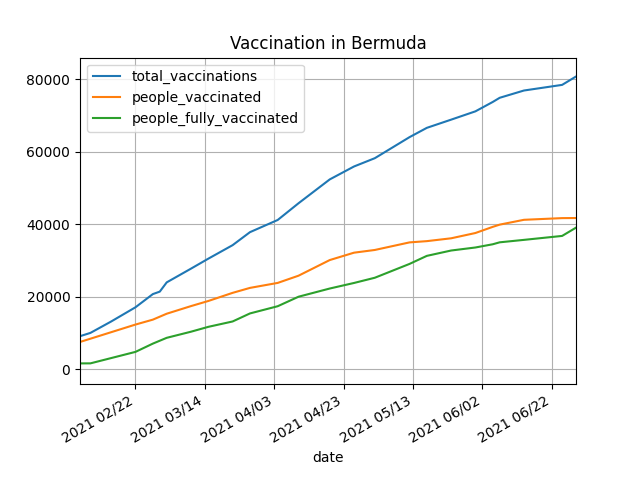 Vaccination in Bermuda
total_vaccinations
people_vaccinated
people_fully_vaccinated
80000
60000
40000
20000
0
2021 02/22
2021 03/14
2021 04/03
2021 04/23
2021 05/13
2021 06/02
2021 06/22
date